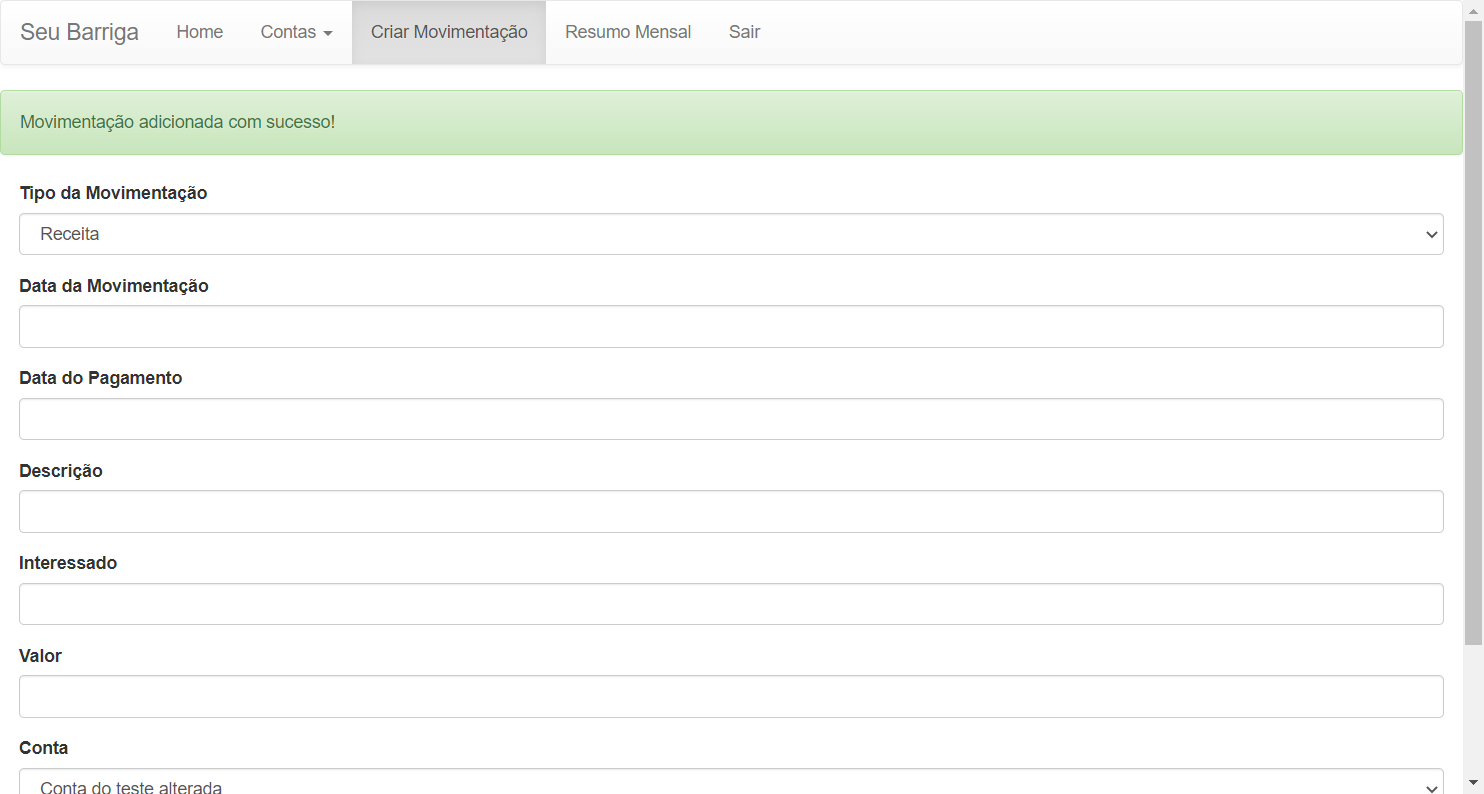 Seu Barriga Home Contas Criar Movimentação Resumo Mensal Sair
Movimentação adicionada com sucesso!
Tipo da Movimentação
Receita
Data da Movimentação
Data do Pagamento
Descrição
Interessado
Valor
Conta
Conta do teste alterada